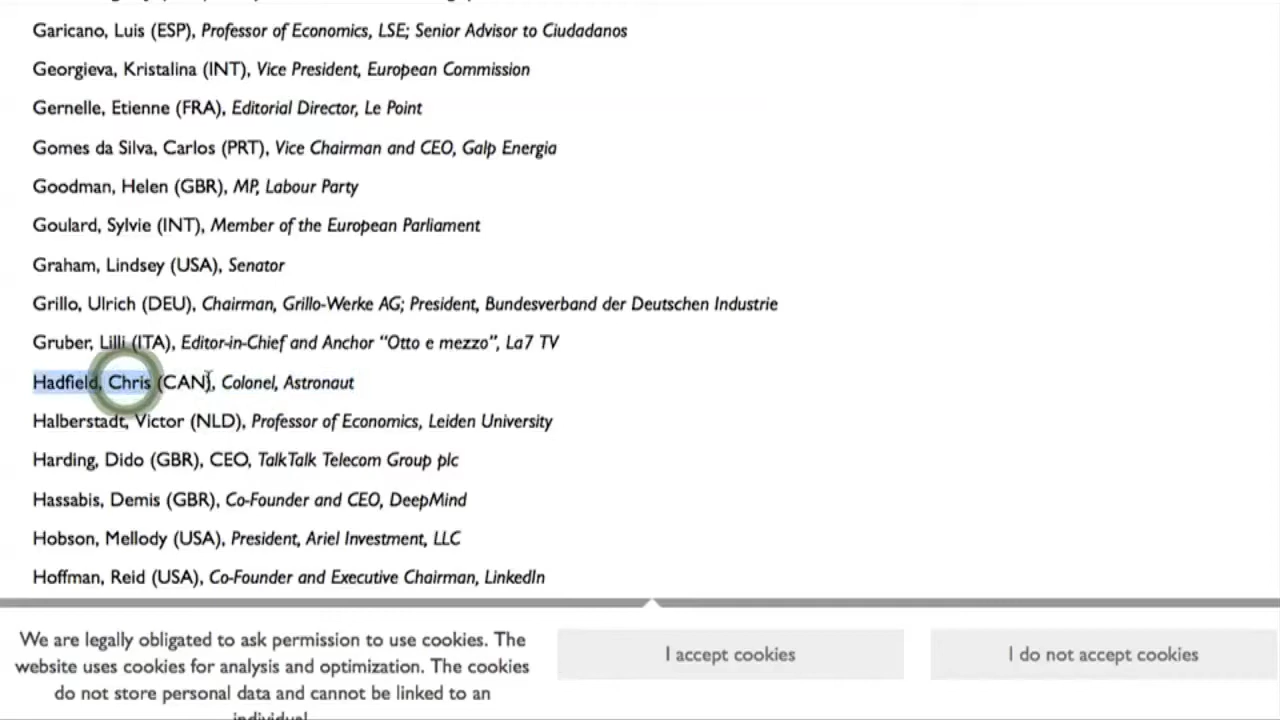 Garicano, Luis (ESP), Professor of Economics, LSE; Senior Advisor to Ciudadanos
Georgieva, Kristalina (INT), Vice President, European Commission
Gernelle, Etienne (FRA), Editorial Director, Le Point
Gomes da Silva, Carlos (PRT), Vice Chairman and CEO, Galp Energia
Goodman, Helen (GBR), MP, Labour Party
Goulard, Sylvie (INT), Member of the European Parliament
Graham, Lindsey (USA), Senator
Grillo, Ulrich (DEU), Chairman, Grillo-Werke AG; President, Bundesverband der Deutschen Industrie
Gruber, Lilli (ITA), Editor-in-Chief and Anchor “Otto e mezzo”, La7 TV
Hadfield, Chris (CAN), Colonel, Astronaut
Halberstadt, Victor (NLD), Professor of Economics, Leiden University
Harding, Dido (GBR), CEO, TalkTalk Telecom Group plc
Hassabis, Demis (GBR), Co-Founder and CEO, DeepMind
Hobson, Mellody (USA), President, Ariel Investment, LLC
Hoffman, Reid (USA), Co-Founder and Executive Chairman, LinkedIn
We are legally obligated to ask permission to use cookies. The
website uses cookies for analysis and optimization. The cookies
do not store personal data and cannot be linked to an
individual.
I accept cookies
I do not accept cookies